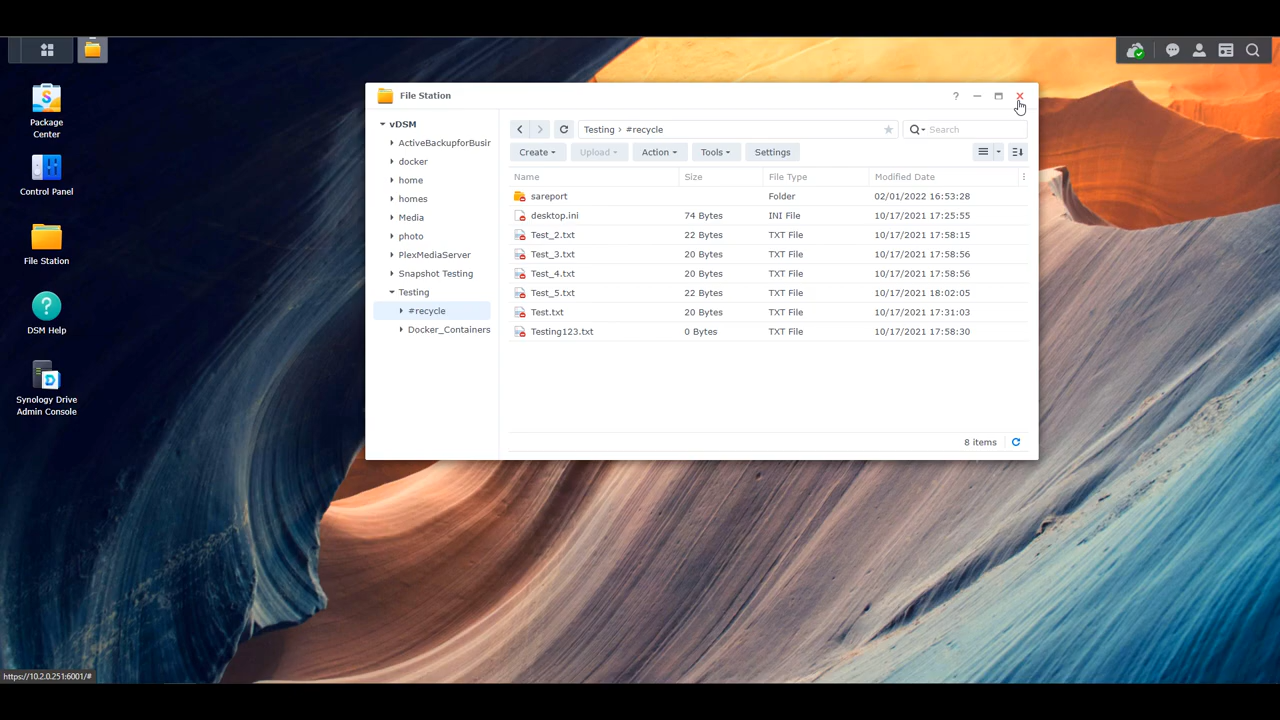 File Station
Package
Center
Control Panel
File Station
DSM Help
Synology Drive
Admin Console
vDSM
ActiveBackupforBusir
docker
home
homes
Media
photo
PlexMediaServer
Snapshot Testing
Testing
#recycle
Docker_Containers
Testing › #recycle
Search
Create Upload Action Tools Settings
Name Size File Type Modified Date
sareport Folder 02/01/2022 16:53:28
desktop.ini 74 Bytes INI File 10/17/2021 17:25:55
Test_2.txt 22 Bytes TXT File 10/17/2021 17:58:15
Test_3.txt 20 Bytes TXT File 10/17/2021 17:58:56
Test_4.txt 20 Bytes TXT File 10/17/2021 17:58:56
Test_5.txt 22 Bytes TXT File 10/17/2021 18:02:05
Test.txt 20 Bytes TXT File 10/17/2021 17:31:03
Testing123.txt 0 Bytes TXT File 10/17/2021 17:58:30
8 items
https://10.2.0.251:6001/#